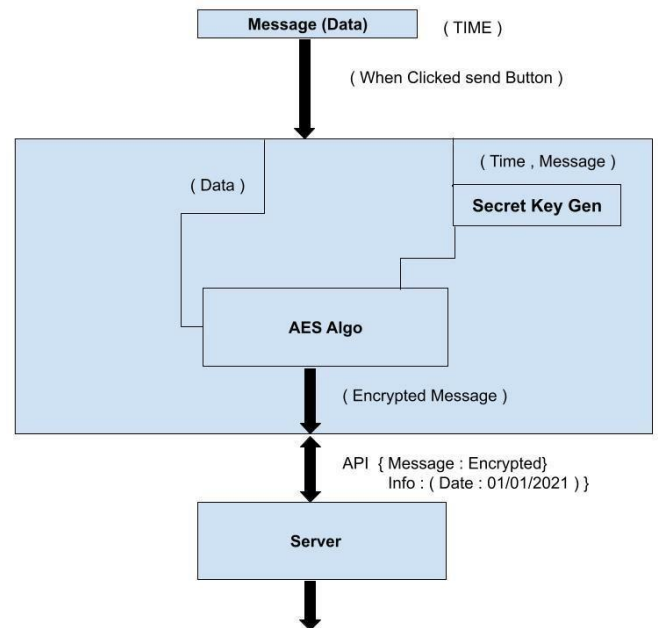 Message (Data)
( TIME )
( When Clicked send Button )
( Data )
( Time , Message )
Secret Key Gen
AES Algo
( Encrypted Message )
API { Message : Encrypted}
Info : ( Date : 01/01/2021 ) }
Server